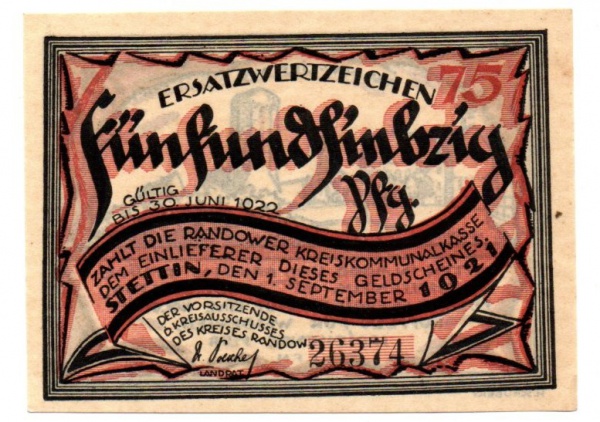 ERSATZWERTZEICHEN
75
Fünfundsiebzig
Pfg.
GÜLTIG
BIS 30. JUNI 1922
ZAHLT DIE RANDOWER KREISKOMMUNALKASSE
DEM EINLIEFERER DIESES GELDSCHEINES,
STETTIN, DEN 1. SEPTEMBER 1921
DER VORSITZENDE
D. KREISAUSSCHUSSES
DES KREISES RANDOW
LANDRAT
26374